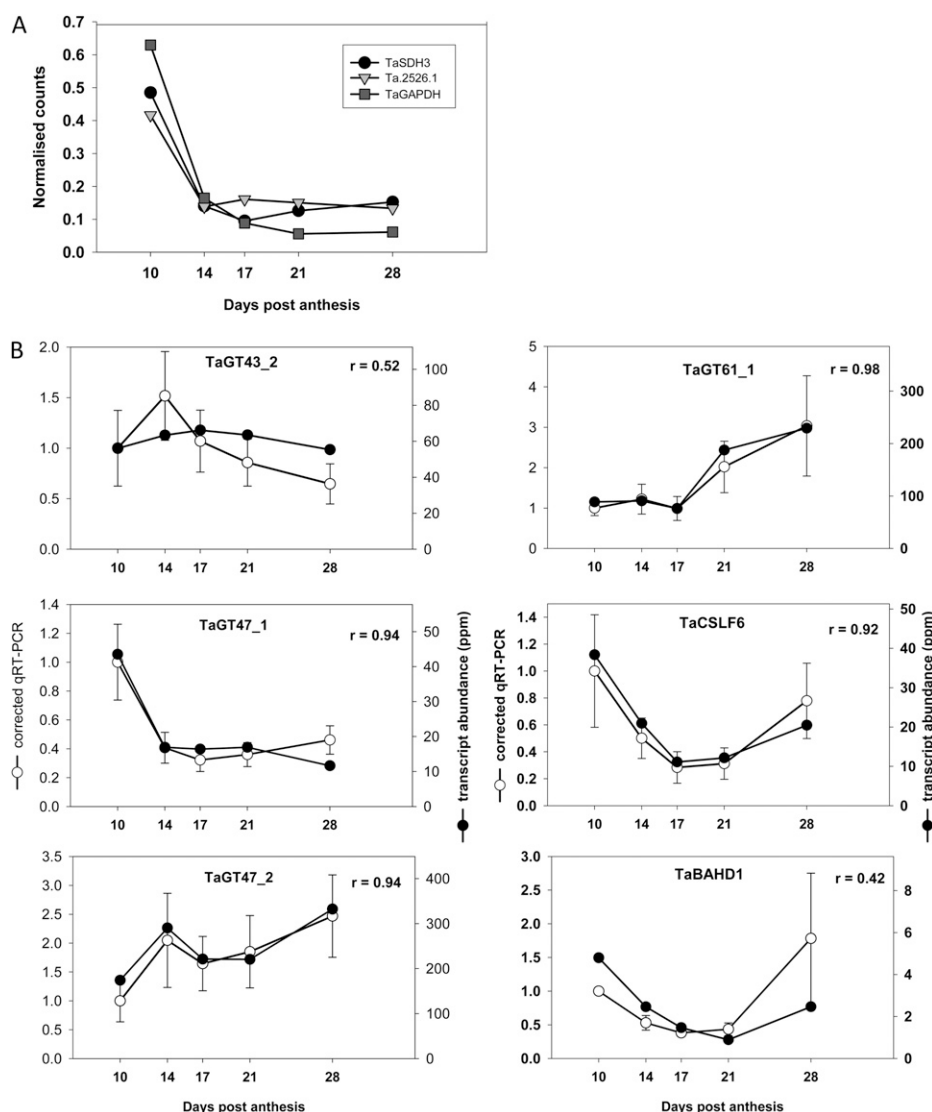 A
0.7
0.6
0.5
0.4
0.3
0.2
0.1
0.0
Normalised counts
TaSDH3
Ta.2526.1
TaGAPDH
10 14 17 21 28
Days post anthesis
B
TaGT43_2
r = 0.52
2.0
1.5
1.0
0.5
0.0
100
80
60
40
20
0
10 14 17 21 28
TaGT61_1
r = 0.98
5
4
3
2
1
0
300
200
100
0
10 14 17 21 28
TaGT47_1
r = 0.94
1.4
1.2
1.0
0.8
0.6
0.4
0.2
0.0
50
40
30
20
10
0
10 14 17 21 28
corrected qRT-PCR
transcript abundance (ppm)
TaCSLF6
r = 0.92
1.4
1.2
1.0
0.8
0.6
0.4
0.2
0.0
50
40
30
20
10
0
10 14 17 21 28
corrected qRT-PCR
transcript abundance (ppm)
TaGT47_2
r = 0.94
3.5
3.0
2.5
2.0
1.5
1.0
0.5
0.0
400
300
200
100
0
10 14 17 21 28
Days post anthesis
TaBAHD1
r = 0.42
3.0
2.5
2.0
1.5
1.0
0.5
0.0
8
6
4
2
0
10 14 17 21 28
Days post anthesis